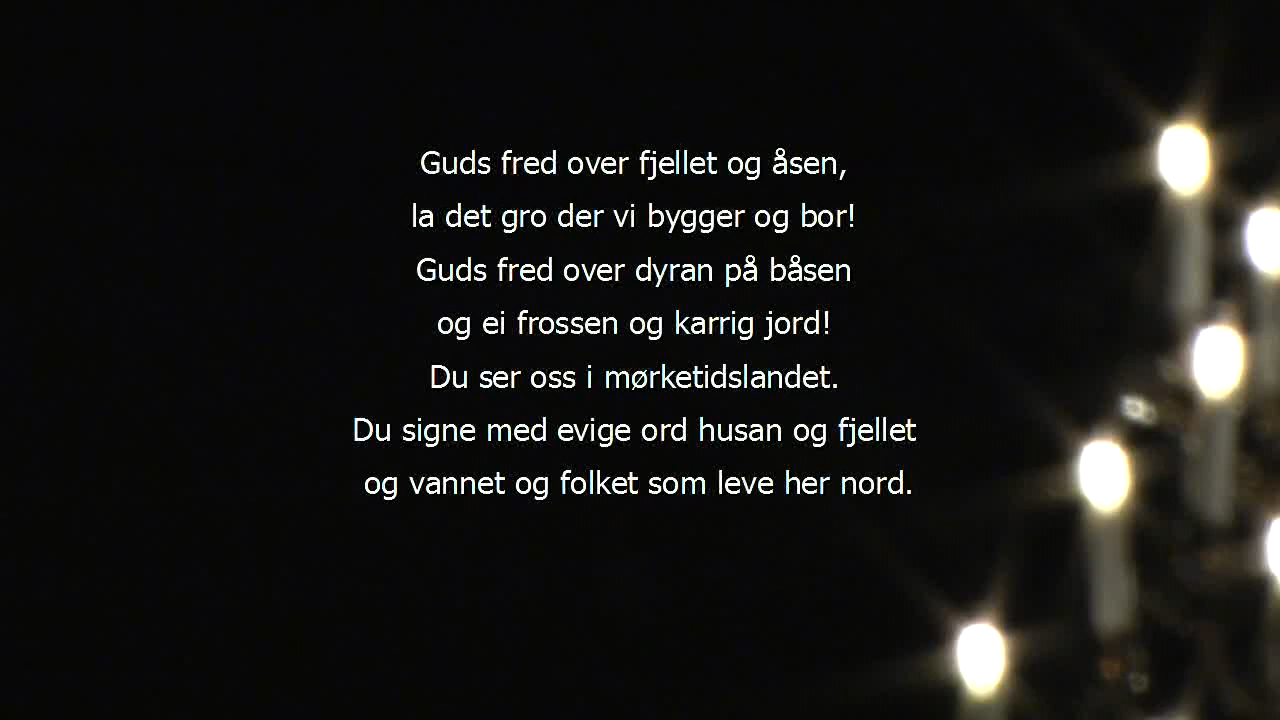 Guds fred over fjellet og åsen,
la det gro der vi bygger og bor!
Guds fred over dyran på båsen
og ei frossen og karrig jord!
Du ser oss i mørketidslandet.
Du signe med evige ord husan og fjellet
og vannet og folket som leve her nord.